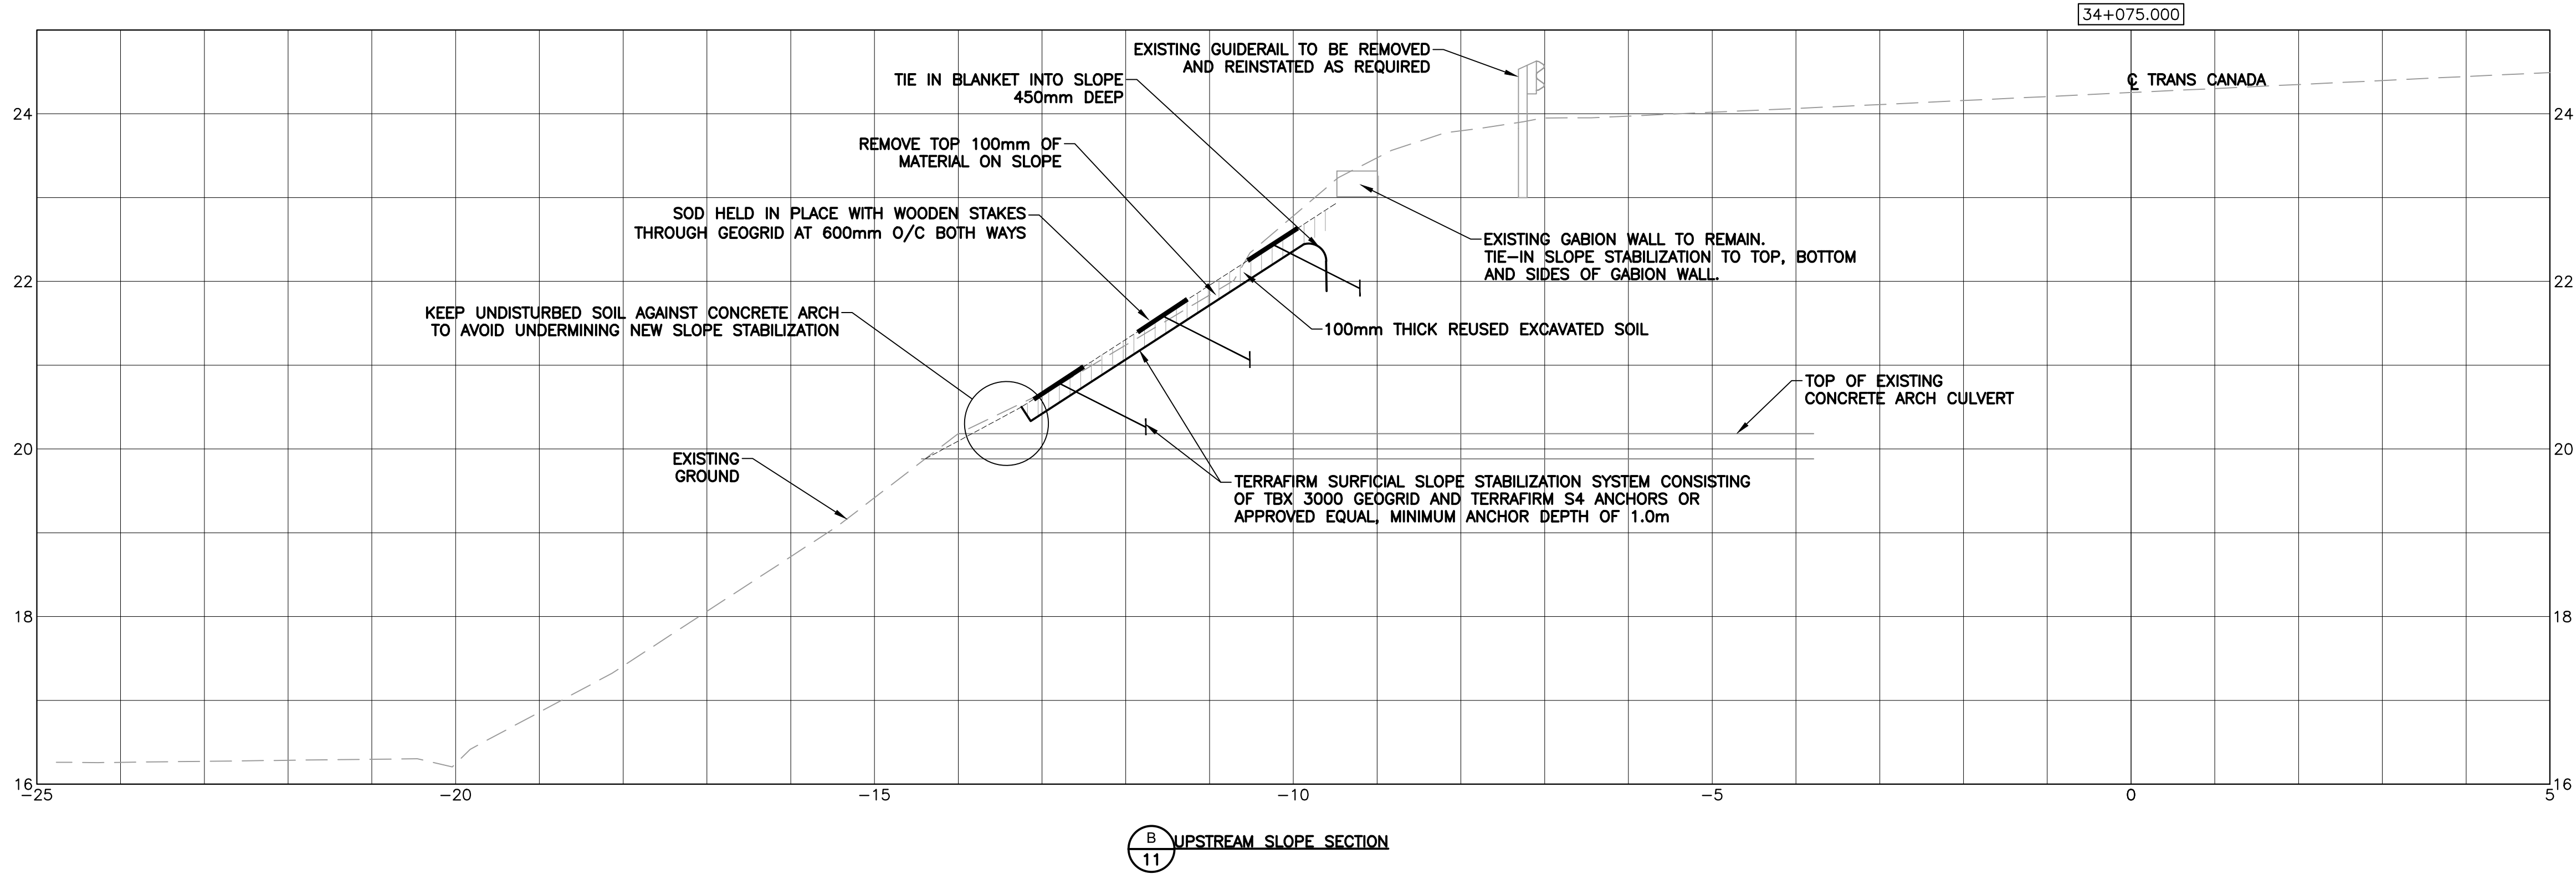 34+075.000
EXISTING GUIDERAIL TO BE REMOVED
AND REINSTATED AS REQUIRED
TIE IN BLANKET INTO SLOPE
450mm DEEP
℄ TRANS CANADA
24
24
REMOVE TOP 100mm OF
MATERIAL ON SLOPE
SOD HELD IN PLACE WITH WOODEN STAKES
THROUGH GEOGRID AT 600mm O/C BOTH WAYS
EXISTING GABION WALL TO REMAIN.
TIE-IN SLOPE STABILIZATION TO TOP, BOTTOM
AND SIDES OF GABION WALL.
22
22
KEEP UNDISTURBED SOIL AGAINST CONCRETE ARCH
TO AVOID UNDERMINING NEW SLOPE STABILIZATION
100mm THICK REUSED EXCAVATED SOIL
TOP OF EXISTING
CONCRETE ARCH CULVERT
20
20
EXISTING
GROUND
TERRAFIRM SURFICIAL SLOPE STABILIZATION SYSTEM CONSISTING
OF TBX 3000 GEOGRID AND TERRAFIRM S4 ANCHORS OR
APPROVED EQUAL, MINIMUM ANCHOR DEPTH OF 1.0m
18
18
16
16
-25
-20
-15
-10
-5
0
5
B
11
UPSTREAM SLOPE SECTION